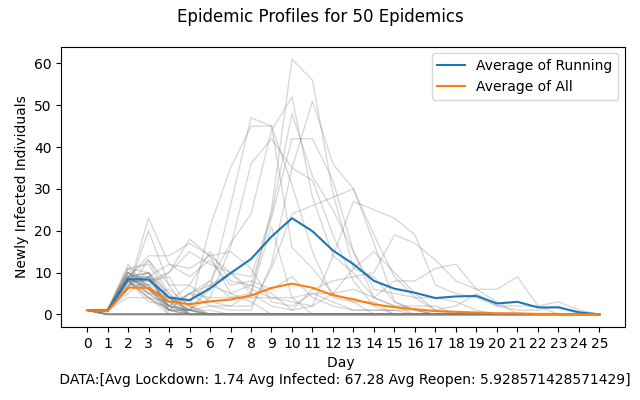 Epidemic Profiles for 50 Epidemics
Newly Infected Individuals
60
50
40
30
20
10
0
Average of Running
Average of All
0 1 2 3 4 5 6 7 8 9 10 11 12 13 14 15 16 17 18 19 20 21 22 23 24 25
Day
DATA:[Avg Lockdown: 1.74 Avg Infected: 67.28 Avg Reopen: 5.928571428571429]